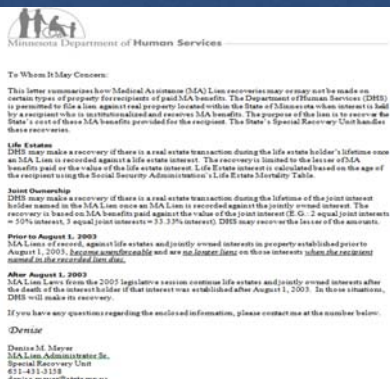 Minnesota Department of Human Services
To Whom It May Concern:
This letter summarizes how Medical Assistance (MA) Lien recoveries may or may not be made on
certain types of property for recipients of paid MA benefits. The Department of Human Services (DHS)
is permitted to file a lien against real property located within the State of Minnesota when interest is held
by a recipient who is institutionalized and receives MA benefits. The purpose of the lien is to recover the
State's cost of these MA benefits provided for the recipient. The State's Special Recovery Unit handles
these recoveries.
Life Estates
DHS may make a recovery if there is a real estate transaction during the life estate holder's lifetime once
an MA Lien is recorded against a life estate interest. The recovery is limited to the lesser of MA
benefits paid or the value of the life estate interest. Life Estate interest is calculated based on the age of
the recipient using the Social Security Administration's Life Estate Mortality Table.
Joint Ownership
DHS may make a recovery if there is a real estate transaction during the lifetime of the joint interest
holder named in the MA Lien once an MA Lien is recorded against the jointly owned interest. The
recovery is based on MA benefits paid against the value of the joint interest (E.G.: 2 equal joint interests
= 50% interest, 3 equal joint interests = 33.33% interest). DHS may recover the lesser of the amounts.
Prior to August 1, 2003
MA Liens of record, against life estates and jointly owned interests in property established prior to
August 1, 2003, become unenforceable and are no longer liens on those interests when the recipient
named in the recorded lien dies.
After August 1, 2003
MA Lien Laws from the 2005 legislative session continue life estates and jointly owned interests after
the death of the interest holder if that interest was established after August 1, 2003. In those situations,
DHS will make its recovery.
If you have any questions regarding the enclosed information, please contact me at the number below.
Denise
Denise M. Meyer
MA Lien Administrator Sr.
Special Recovery Unit
651-431-3158